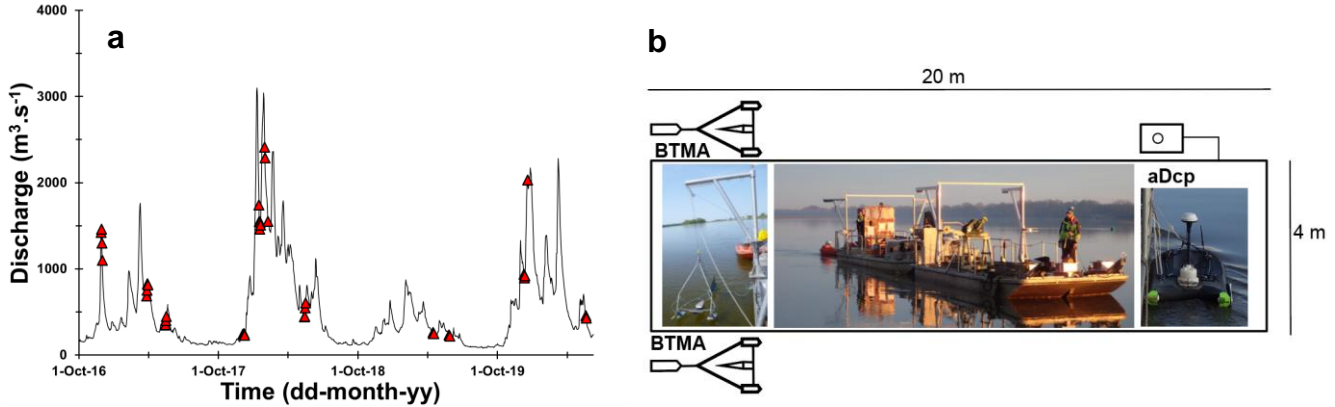 a
4000
3000
2000
1000
0
Discharge (m³.s⁻¹)
1-Oct-16
1-Oct-17
1-Oct-18
1-Oct-19
Time (dd-month-yy)
b
20 m
BTMA
aDcp
4 m
BTMA